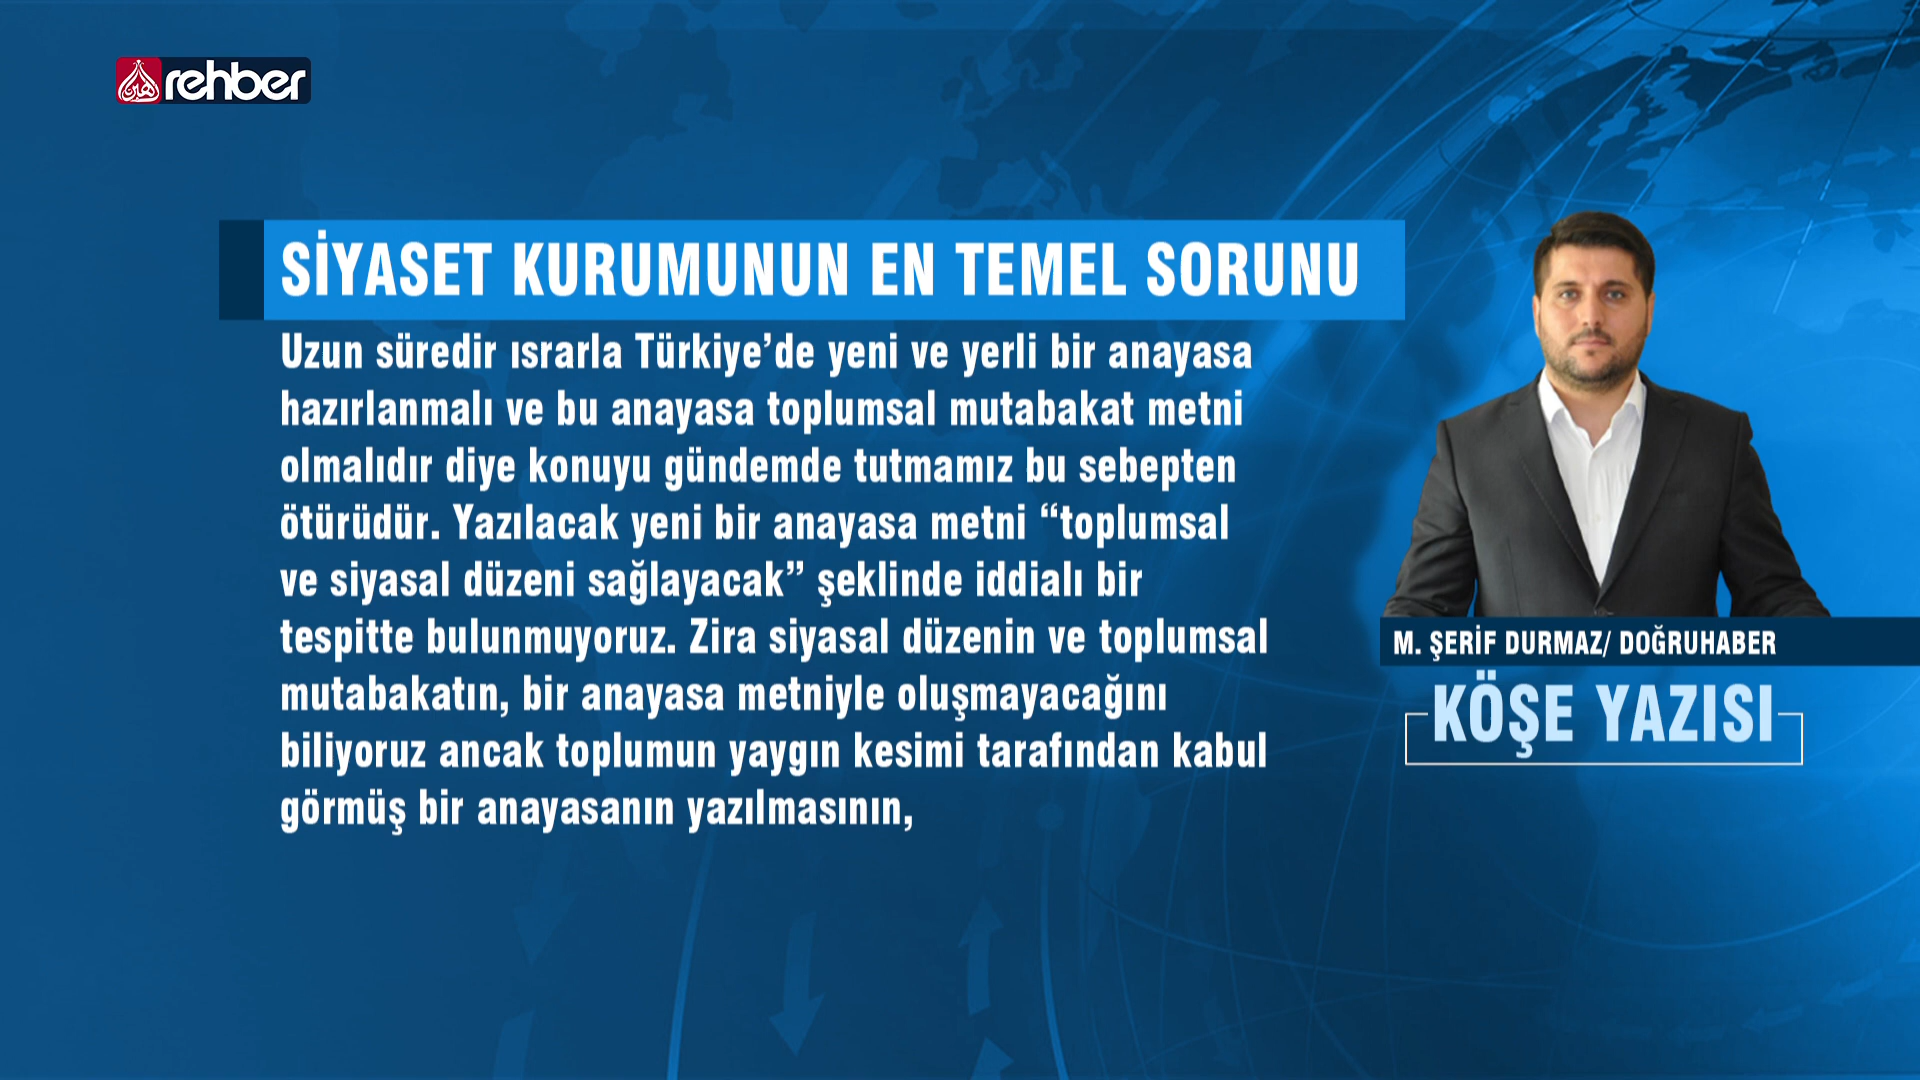 rehber
SİYASET KURUMUNUN EN TEMEL SORUNU
Uzun süredir ısrarla Türkiye’de yeni ve yerli bir anayasa
hazırlanmalı ve bu anayasa toplumsal mutabakat metni
olmalıdır diye konuyu gündemde tutmamız bu sebepten
ötürüdür. Yazılacak yeni bir anayasa metni “toplumsal
ve siyasal düzeni sağlayacak” şeklinde iddialı bir
tespitte bulunmuyoruz. Zira siyasal düzenin ve toplumsal
mutabakatın, bir anayasa metniyle oluşmayacağını
biliyoruz ancak toplumun yaygın kesimi tarafından kabul
görmüş bir anayasanın yazılmasının,
M. ŞERİF DURMAZ/ DOĞRUHABER
KÖŞE YAZISI